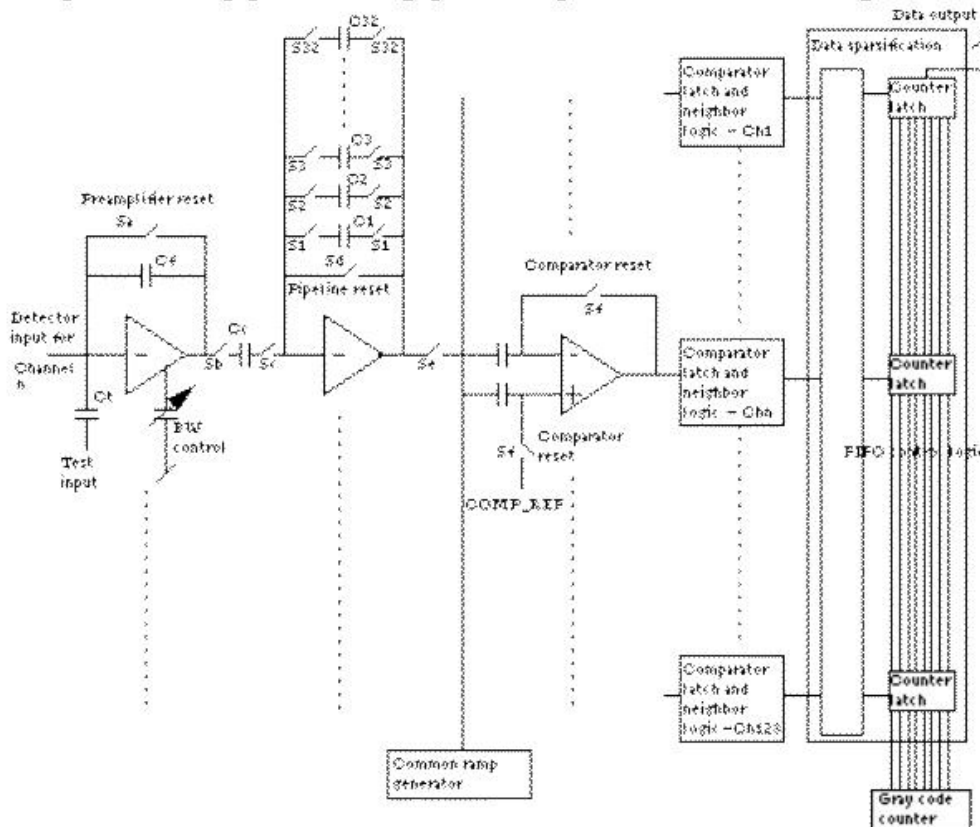 Data output
Data sparsification
S32
C32
S32
Comparator
latch and
neighbor
logic - Ch1
Counter
latch
S3
C3
S3
S2
C2
S2
S1
C1
S1
Preamplifier reset
Sa
Cf
Sd
Pipeline reset
Comparator reset
Sf
Detector
input for
Channel
n
Sb
Cc
Sc
Se
Comparator
latch and
neighbor
logic - Chn
Counter
latch
Ct
BW
control
Test
input
Sf
Comparator
reset
COMP_REF
FIFO control logic
Comparator
latch and
neighbor
logic -Ch128
Counter
latch
Common ramp
generator
Gray code
counter